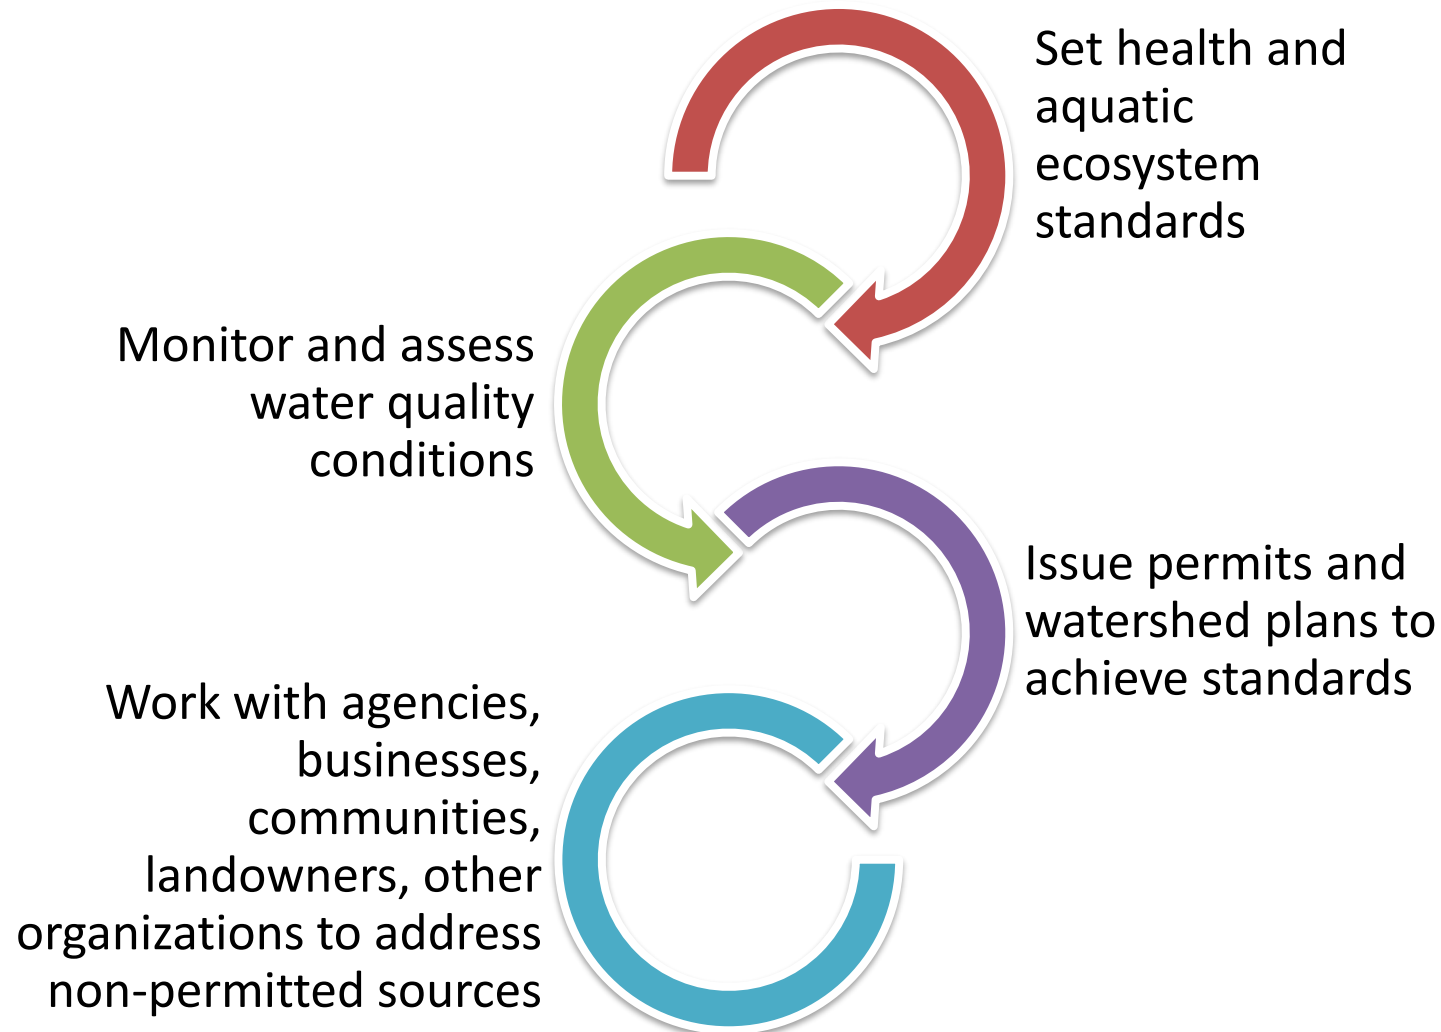 Set health and
aquatic
ecosystem
standards
Monitor and assess
water quality
conditions
Issue permits and
watershed plans to
achieve standards
Work with agencies,
businesses,
communities,
landowners, other
organizations to address
non-permitted sources